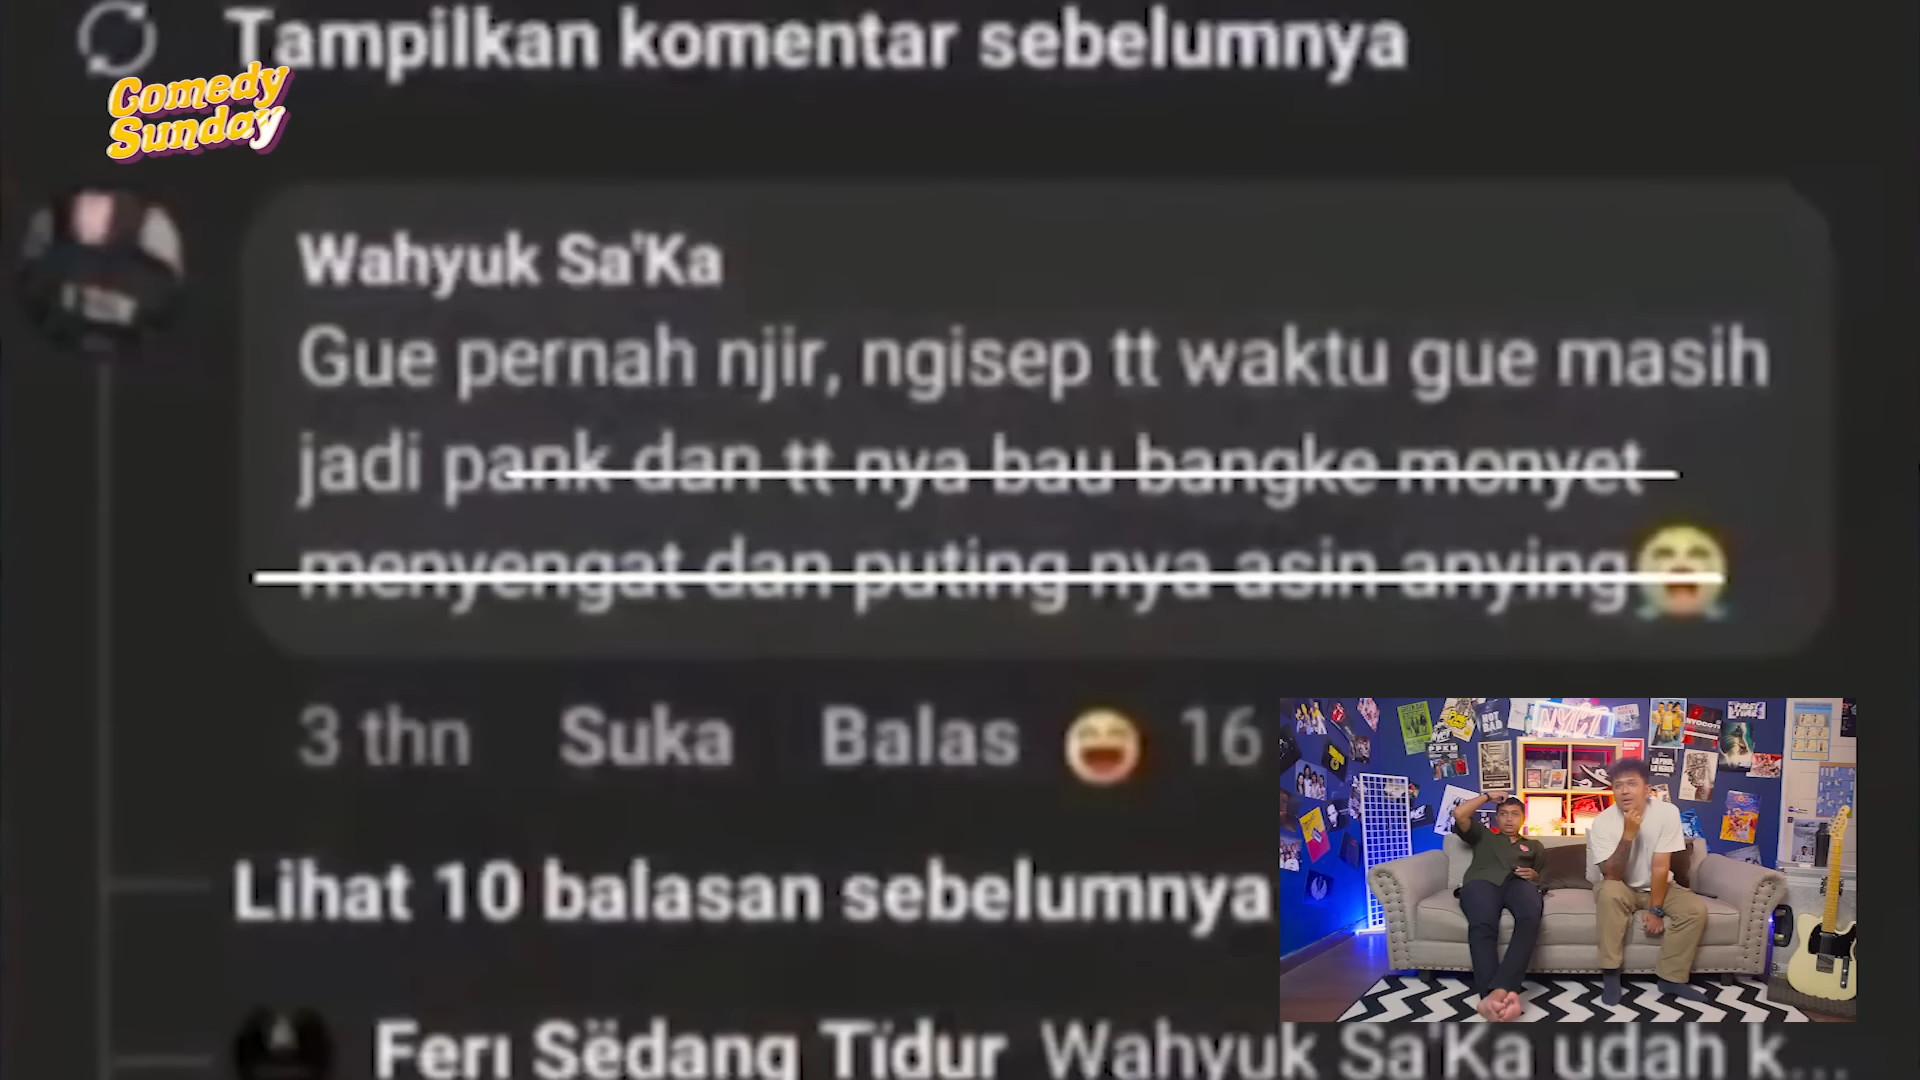 Tampilkan komentar sebelumnya
Comedy
Sunday
Wahyuk Sa'Ka
Gue pernah njir, ngisep tt waktu gue masih
jadi pank dan tt nya bau bangke monyet
menyengat dan puting nya asin anying
3 thn Suka Balas 16
NYCT
Lihat 10 balasan sebelumnya
Ferı Sëdang Tïdur Wahyuk Sa'Ka udah k...